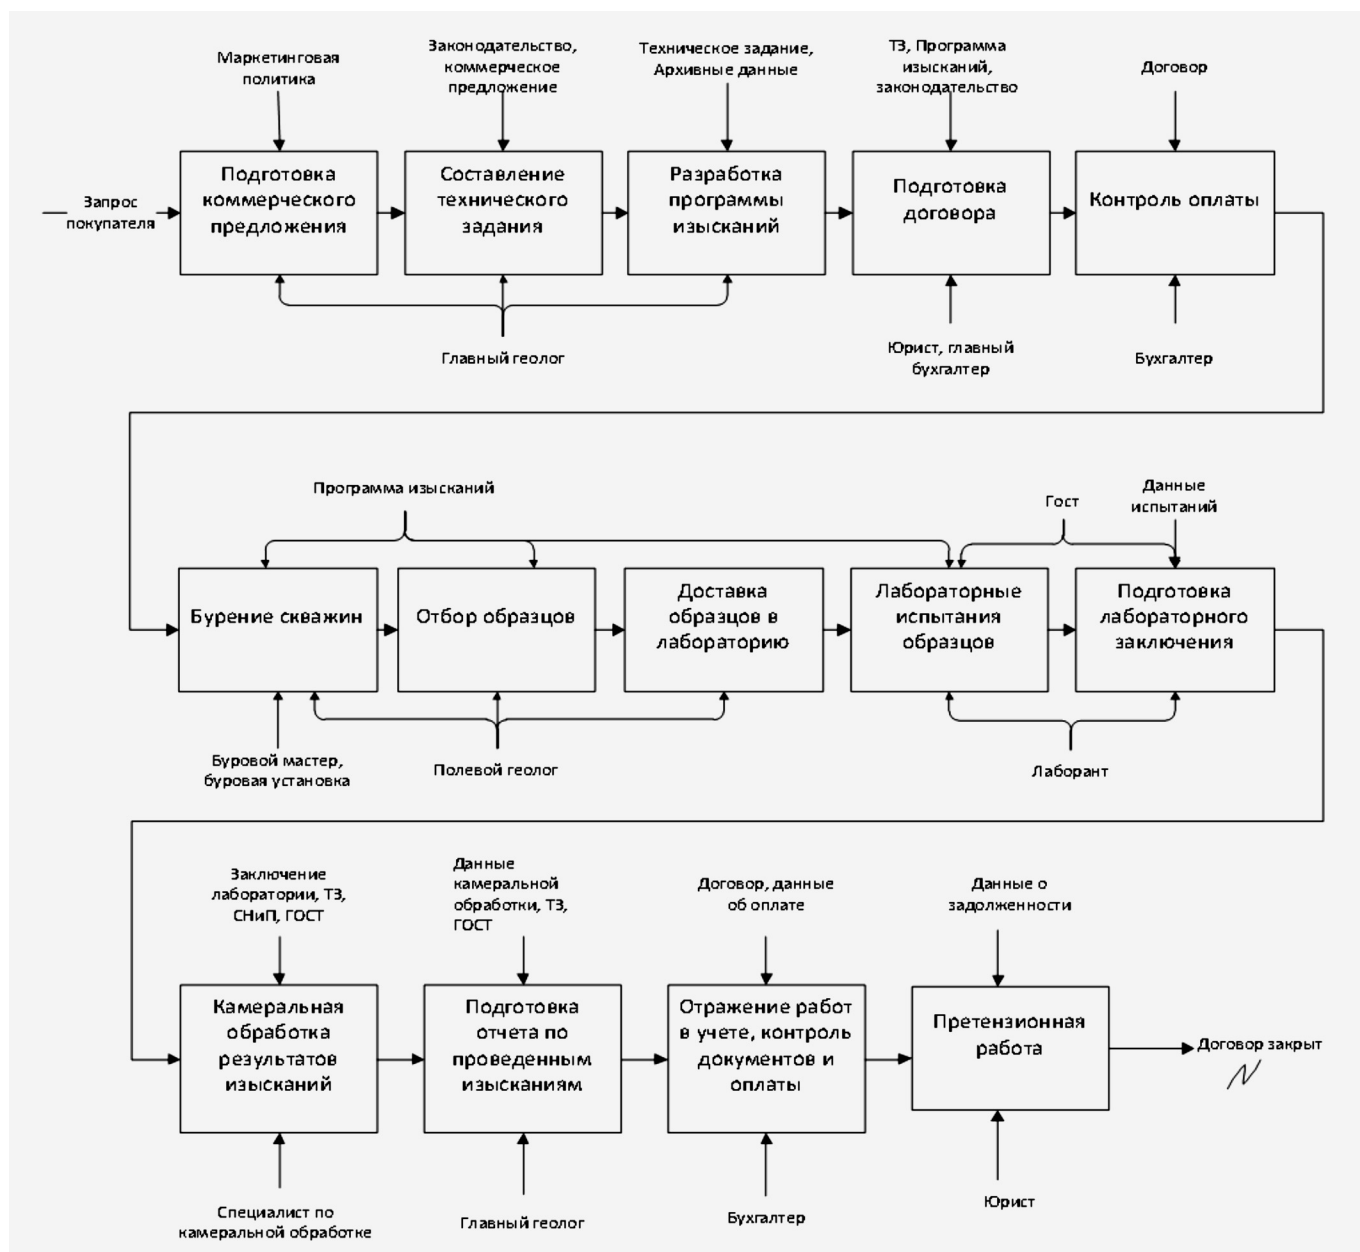 Маркетинговая
политика
Законодательство,
коммерческое
предложение
Техническое задание,
Архивные данные
ТЗ, Программа
изысканий,
законодательство
Договор
Запрос
покупателя
Подготовка
коммерческого
предложения
Составление
технического
задания
Разработка
программы
изысканий
Подготовка
договора
Контроль оплаты
Главный геолог
Юрист, главный
бухгалтер
Бухгалтер
Программа изысканий
Гост
Данные
испытаний
Бурение скважин
Отбор образцов
Доставка
образцов в
лабораторию
Лабораторные
испытания
образцов
Подготовка
лабораторного
заключения
Буровой мастер,
буровая установка
Полевой геолог
Лаборант
Заключение
лаборатории, ТЗ,
СНиП, ГОСТ
Данные
камеральной
обработки, ТЗ,
ГОСТ
Договор, данные
об оплате
Данные о
задолженности
Камеральная
обработка
результатов
изысканий
Подготовка
отчета по
проведенным
изысканиям
Отражение работ
в учете, контроль
документов и
оплаты
Претензионная
работа
Договор закрыт
Специалист по
камеральной обработке
Главный геолог
Бухгалтер
Юрист